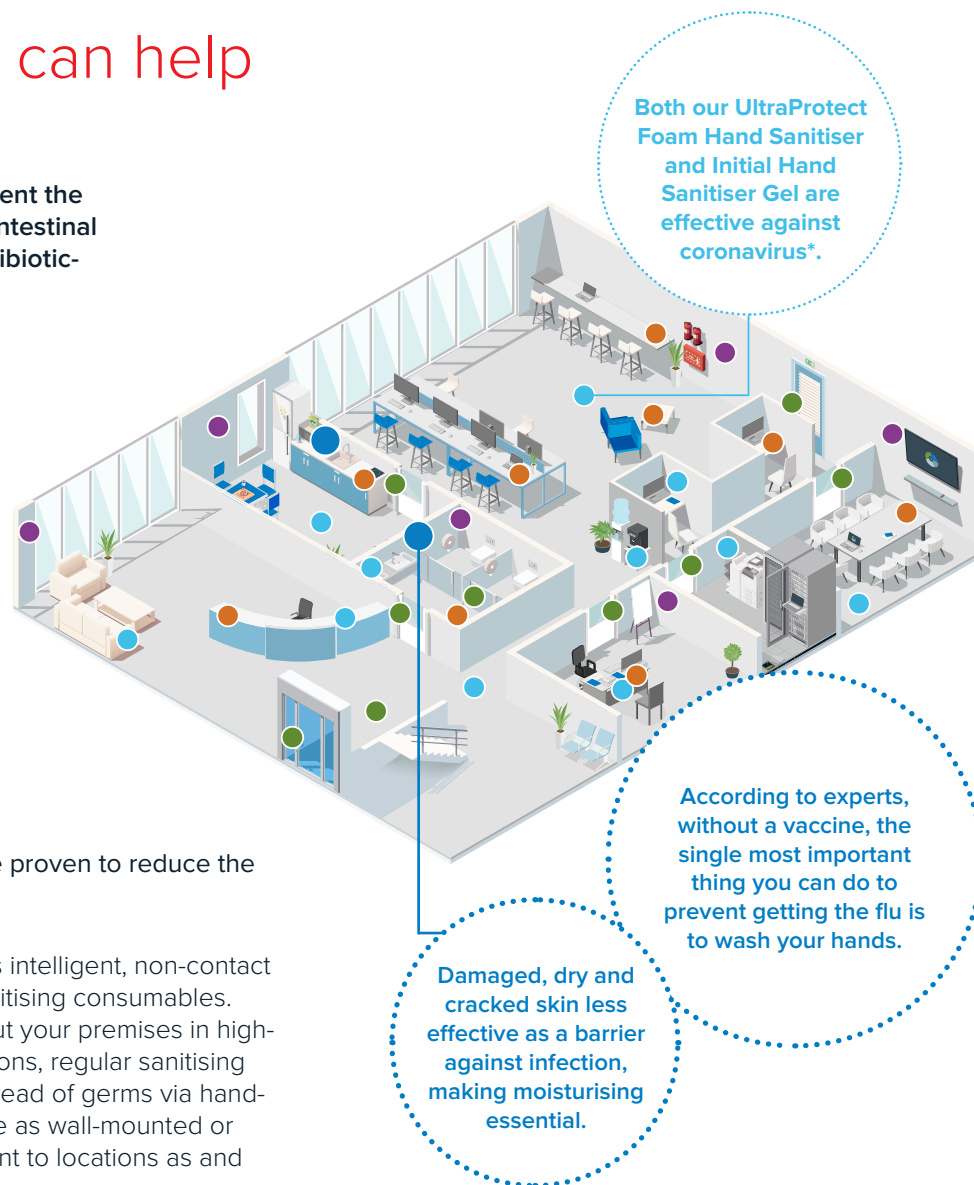 can help
ent the
ntestinal
ibiotic-
Both our UltraProtect
Foam Hand Sanitiser
and Initial Hand
Sanitiser Gel are
effective against
coronavirus*.
e proven to reduce the
s intelligent, non-contact
itising consumables.
ut your premises in high-
ons, regular sanitising
read of germs via hand-
e as wall-mounted or
nt to locations as and
According to experts,
without a vaccine, the
single most important
thing you can do to
prevent getting the flu is
to wash your hands.
Damaged, dry and
cracked skin less
effective as a barrier
against infection,
making moisturising
essential.